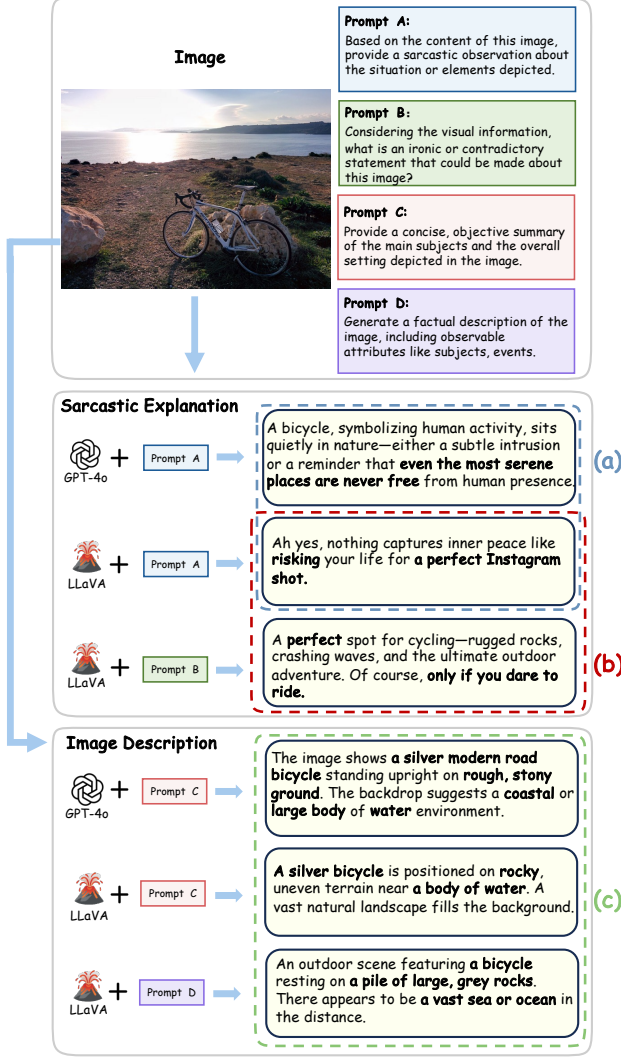 Image
Prompt A:
Based on the content of this image,
provide a sarcastic observation about
the situation or elements depicted.
Prompt B:
Considering the visual information,
what is an ironic or contradictory
statement that could be made about
this image?
Prompt C:
Provide a concise, objective summary
of the main subjects and the overall
setting depicted in the image.
Prompt D:
Generate a factual description of the
image, including observable
attributes like subjects, events.
Sarcastic Explanation
GPT-4o
+
Prompt A
A bicycle, symbolizing human activity, sits
quietly in nature—either a subtle intrusion
or a reminder that even the most serene
places are never free from human presence.
(a)
LLaVA
+
Prompt A
Ah yes, nothing captures inner peace like
risking your life for a perfect Instagram
shot.
LLaVA
+
Prompt B
A perfect spot for cycling—rugged rocks,
crashing waves, and the ultimate outdoor
adventure. Of course, only if you dare to
ride.
(b)
Image Description
GPT-4o
+
Prompt C
The image shows a silver modern road
bicycle standing upright on rough, stony
ground. The backdrop suggests a coastal or
large body of water environment.
LLaVA
+
Prompt C
A silver bicycle is positioned on rocky,
uneven terrain near a body of water. A
vast natural landscape fills the background.
(c)
LLaVA
+
Prompt D
An outdoor scene featuring a bicycle
resting on a pile of large, grey rocks.
There appears to be a vast sea or ocean in
the distance.